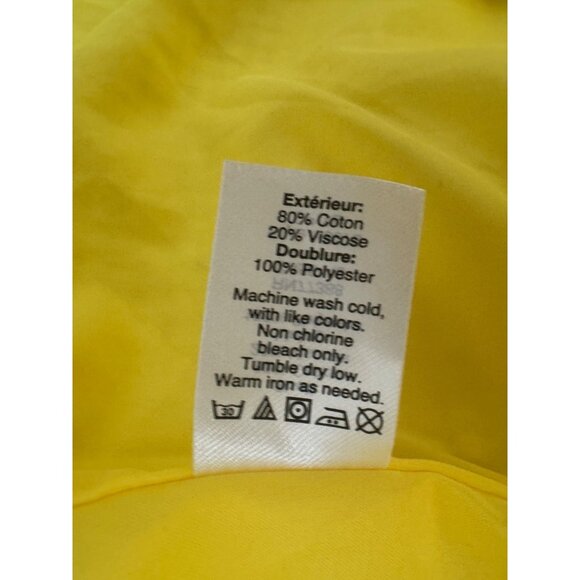 Extérieur:
80% Coton
20% Viscose
Doublure:
100% Polyester
Machine wash cold,
with like colors.
Non chlorine
bleach only.
Tumble dry low.
Warm iron as needed.
30